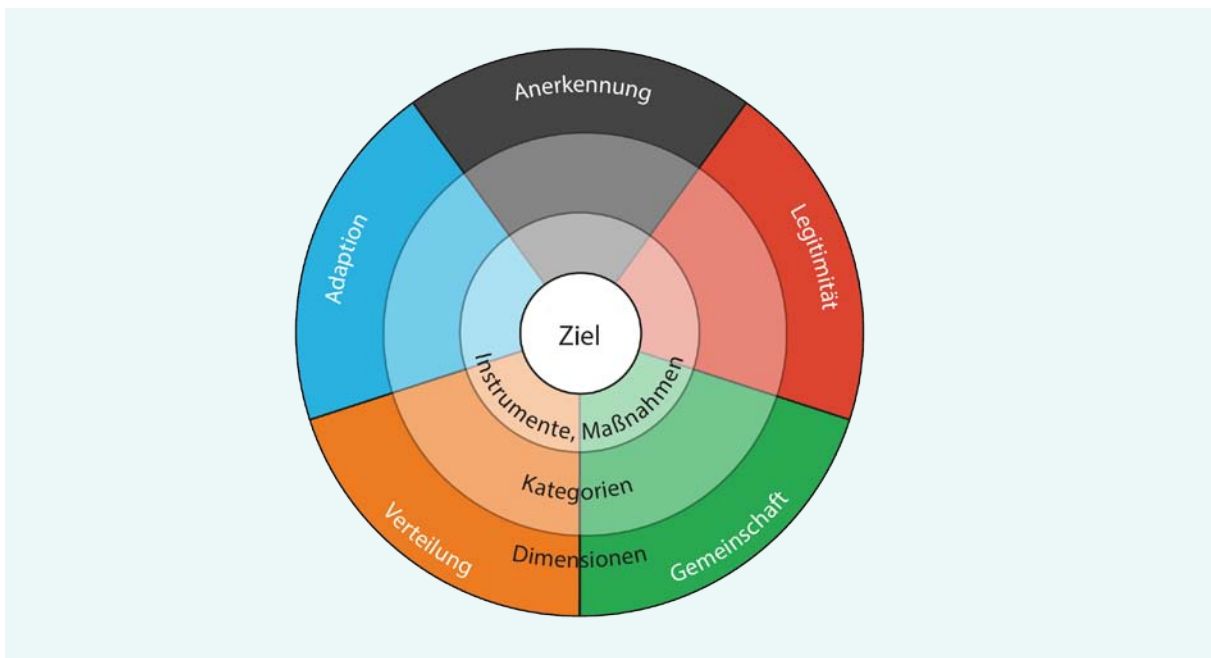 Anerkennung
Adaption
Legitimität
Ziel
Instrumente, Maßnahmen
Kategorien
Verteilung
Dimensionen
Gemeinschaft